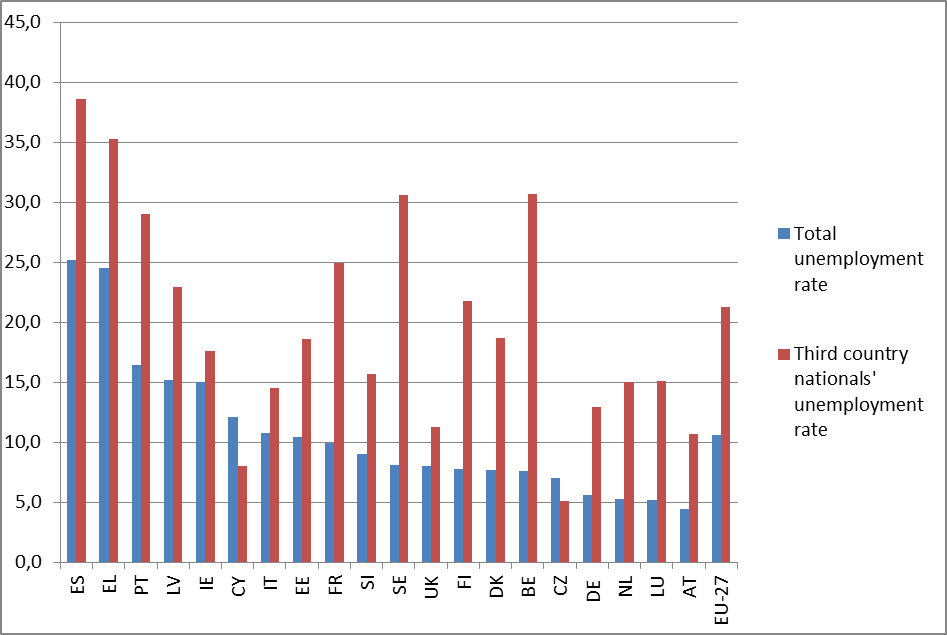 45,0
40,0
35,0
30,0
25,0
20,0
15,0
10,0
5,0
0,0
ES
EL
PT
LV
IE
CY
IT
EE
FR
SI
SE
UK
FI
DK
BE
CZ
DE
NL
LU
AT
EU-27
Total
unemployment
rate
Third country
nationals'
unemployment
rate